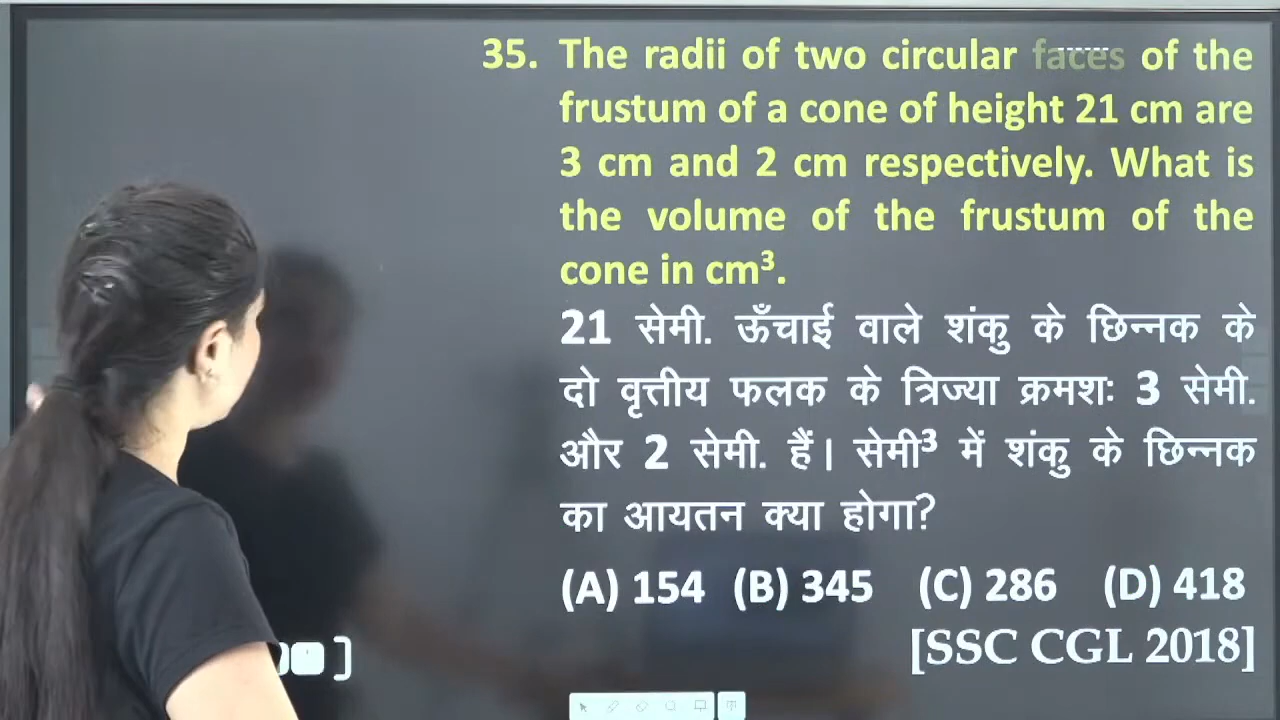 35. The radii of two circular faces of the
frustum of a cone of height 21 cm are
3 cm and 2 cm respectively. What is
the volume of the frustum of the
cone in cm³.
21 सेमी. ऊँचाई वाले शंकु के छिन्नक के
दो वृत्तीय फलक के त्रिज्या क्रमशः 3 सेमी.
और 2 सेमी. हैं। सेमी³ में शंकु के छिन्नक
का आयतन क्या होगा?
(A) 154 (B) 345 (C) 286 (D) 418
[SSC CGL 2018]